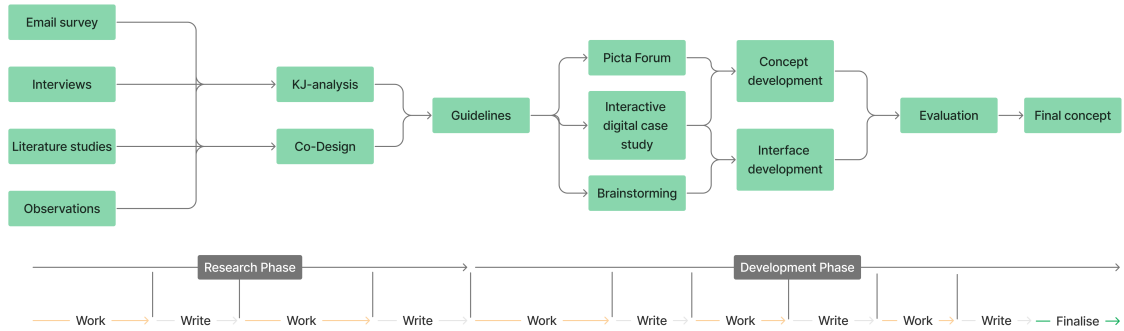 Email survey
Interviews
Literature studies
Observations
KJ-analysis
Co-Design
Guidelines
Picta Forum
Interactive
digital case
study
Brainstorming
Concept
development
Interface
development
Evaluation
Final concept
Research Phase
Development Phase
Work
Write
Work
Write
Work
Write
Work
Write
Work
Write
Finalise